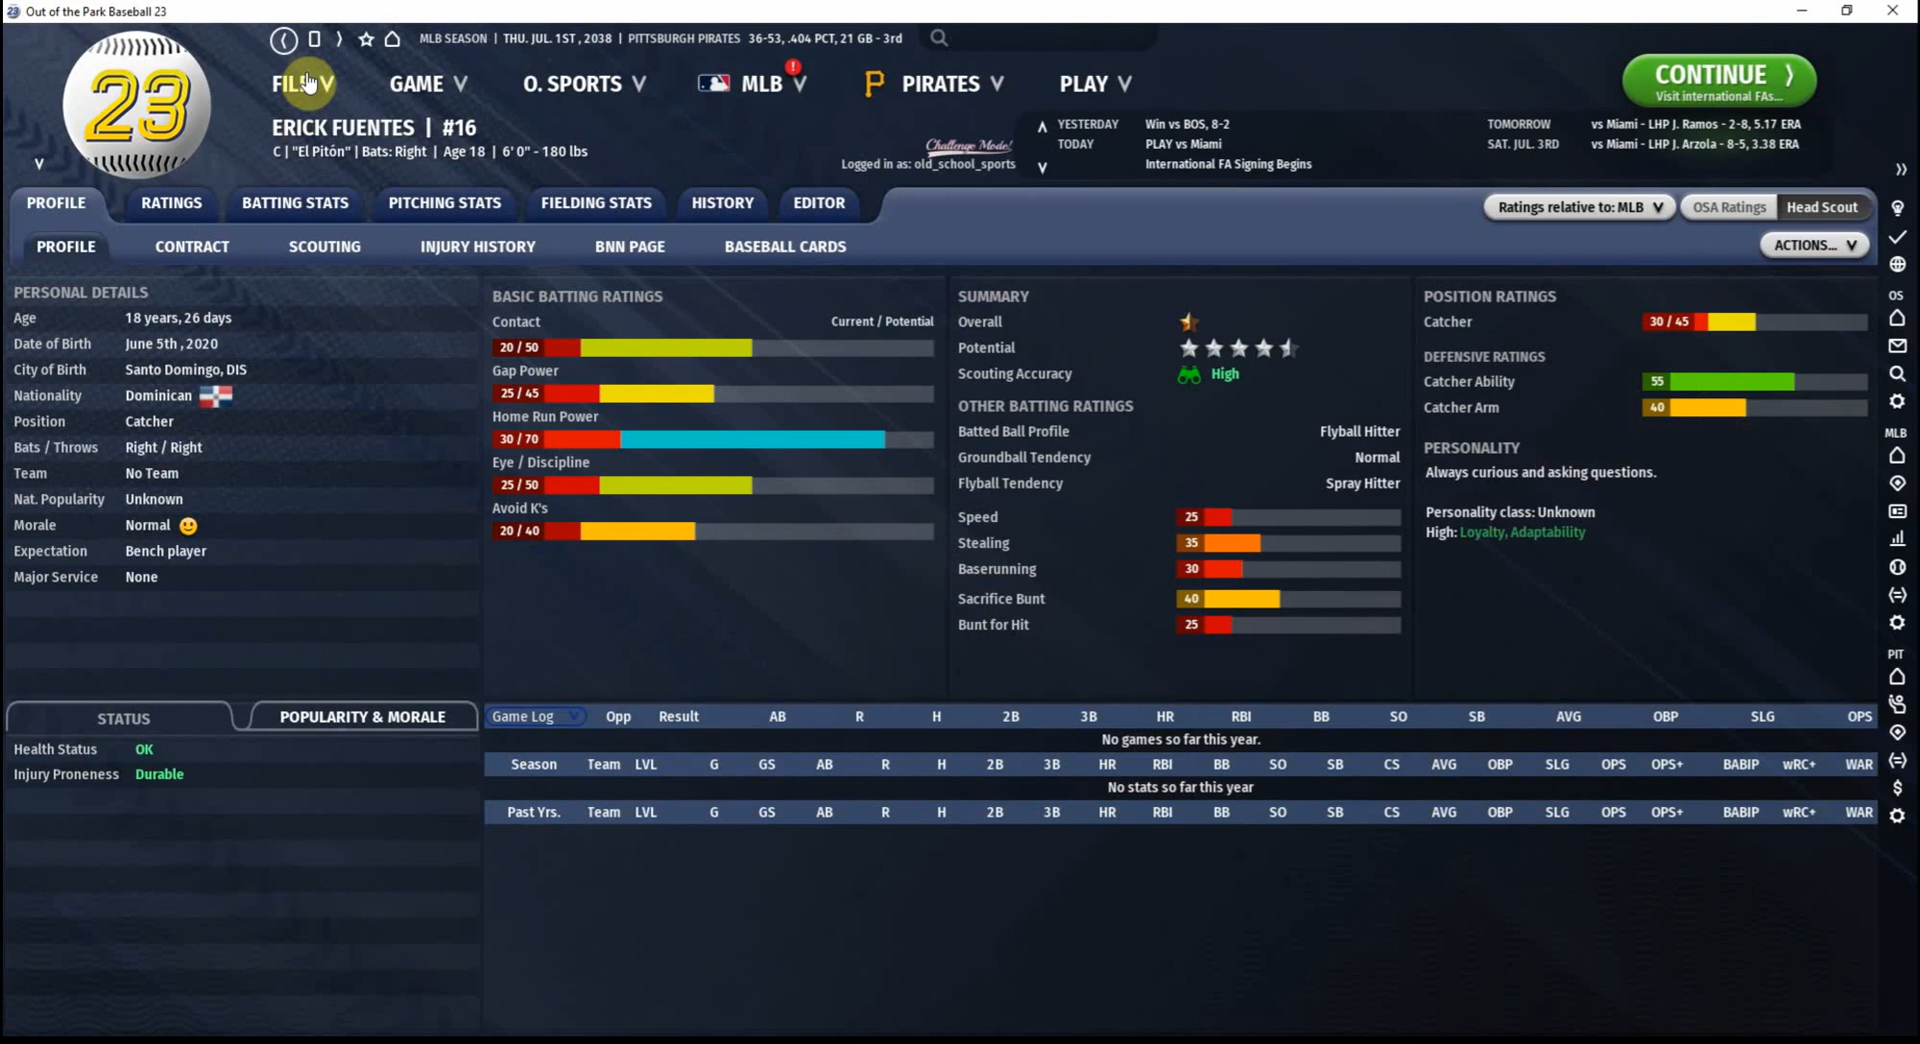 Out of the Park Baseball 23
23
MLB SEASON | THU. JUL. 1ST, 2038 | PITTSBURGH PIRATES 36-53, .404 PCT, 21 GB - 3rd
GAME O. SPORTS MLB ! P PIRATES PLAY
CONTINUE
Visit international FAs...
ERICK FUENTES | #16
C | "El Pitón" | Bats: Right | Age 18 | 6' 0" - 180 lbs
Challenge Mode!
Logged in as: old_school_sports
YESTERDAY Win vs BOS, 8-2
TODAY PLAY vs Miami
International FA Signing Begins
TOMORROW vs Miami - LHP J. Ramos - 2-8, 5.17 ERA
SAT. JUL. 3RD vs Miami - LHP J. Arzola - 8-5, 3.38 ERA
PROFILE RATINGS BATTING STATS PITCHING STATS FIELDING STATS HISTORY EDITOR
Ratings relative to: MLB OSA Ratings Head Scout
PROFILE CONTRACT SCOUTING INJURY HISTORY BNN PAGE BASEBALL CARDS
ACTIONS...
PERSONAL DETAILS
Age 18 years, 26 days
Date of Birth June 5th , 2020
City of Birth Santo Domingo, DIS
Nationality Dominican
Position Catcher
Bats / Throws Right / Right
Team No Team
Nat. Popularity Unknown
Morale Normal
Expectation Bench player
Major Service None
BASIC BATTING RATINGS
Contact Current / Potential
20 / 50
Gap Power
25 / 45
Home Run Power
30 / 70
Eye / Discipline
25 / 50
Avoid K's
20 / 40
SUMMARY
Overall
Potential
Scouting Accuracy High
OTHER BATTING RATINGS
Batted Ball Profile Flyball Hitter
Groundball Tendency Normal
Flyball Tendency Spray Hitter
Speed 25
Stealing 35
Baserunning 30
Sacrifice Bunt 40
Bunt for Hit 25
POSITION RATINGS
Catcher 30 / 45
DEFENSIVE RATINGS
Catcher Ability 55
Catcher Arm 40
PERSONALITY
Always curious and asking questions.
Personality class: Unknown
High: Loyalty, Adaptability
OS
MLB
PIT
$
STATUS POPULARITY & MORALE
Health Status OK
Injury Proneness Durable
Game Log Opp Result AB R H 2B 3B HR RBI BB SO SB AVG OBP SLG OPS
No games so far this year.
Season Team LVL G GS AB R H 2B 3B HR RBI BB SO SB CS AVG OBP SLG OPS OPS+ BABIP wRC+ WAR
No stats so far this year
Past Yrs. Team LVL G GS AB R H 2B 3B HR RBI BB SO SB CS AVG OBP SLG OPS OPS+ BABIP wRC+ WAR